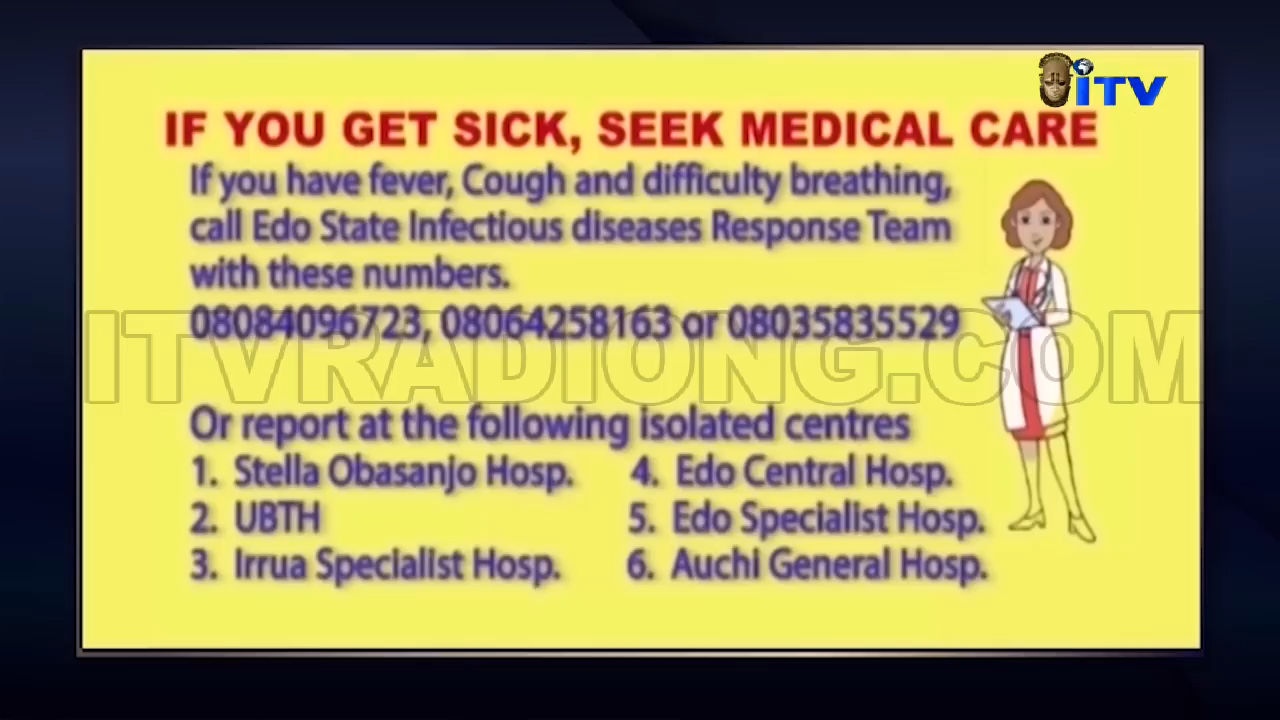 iTV
IF YOU GET SICK, SEEK MEDICAL CARE
If you have fever, Cough and difficulty breathing,
call Edo State Infectious diseases Response Team
with these numbers.
08084096723, 08064258163 or 08035835529
ITVRADIONG.COM
Or report at the following isolated centres
1. Stella Obasanjo Hosp.
2. UBTH
3. Irrua Specialist Hosp.
4. Edo Central Hosp.
5. Edo Specialist Hosp.
6. Auchi General Hosp.